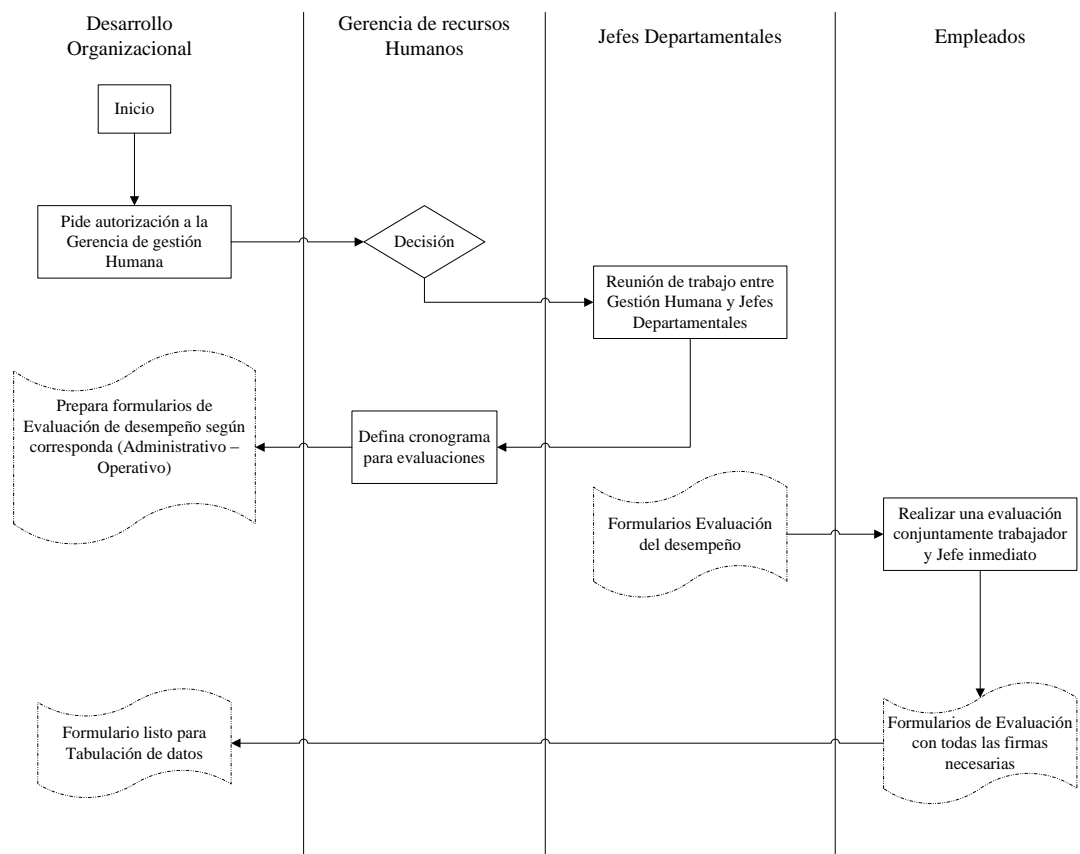 Desarrollo
Organizacional
Gerencia de recursos
Humanos
Jefes Departamentales
Empleados
Inicio
Pide autorización a la
Gerencia de gestión
Humana
Decisión
Reunión de trabajo entre
Gestión Humana y Jefes
Departamentales
Prepara formularios de
Evaluación de desempeño según
corresponda (Administrativo –
Operativo)
Defina cronograma
para evaluaciones
Formularios Evaluación
del desempeño
Realizar una evaluación
conjuntamente trabajador
y Jefe inmediato
Formulario listo para
Tabulación de datos
Formularios de Evaluación
con todas las firmas
necesarias